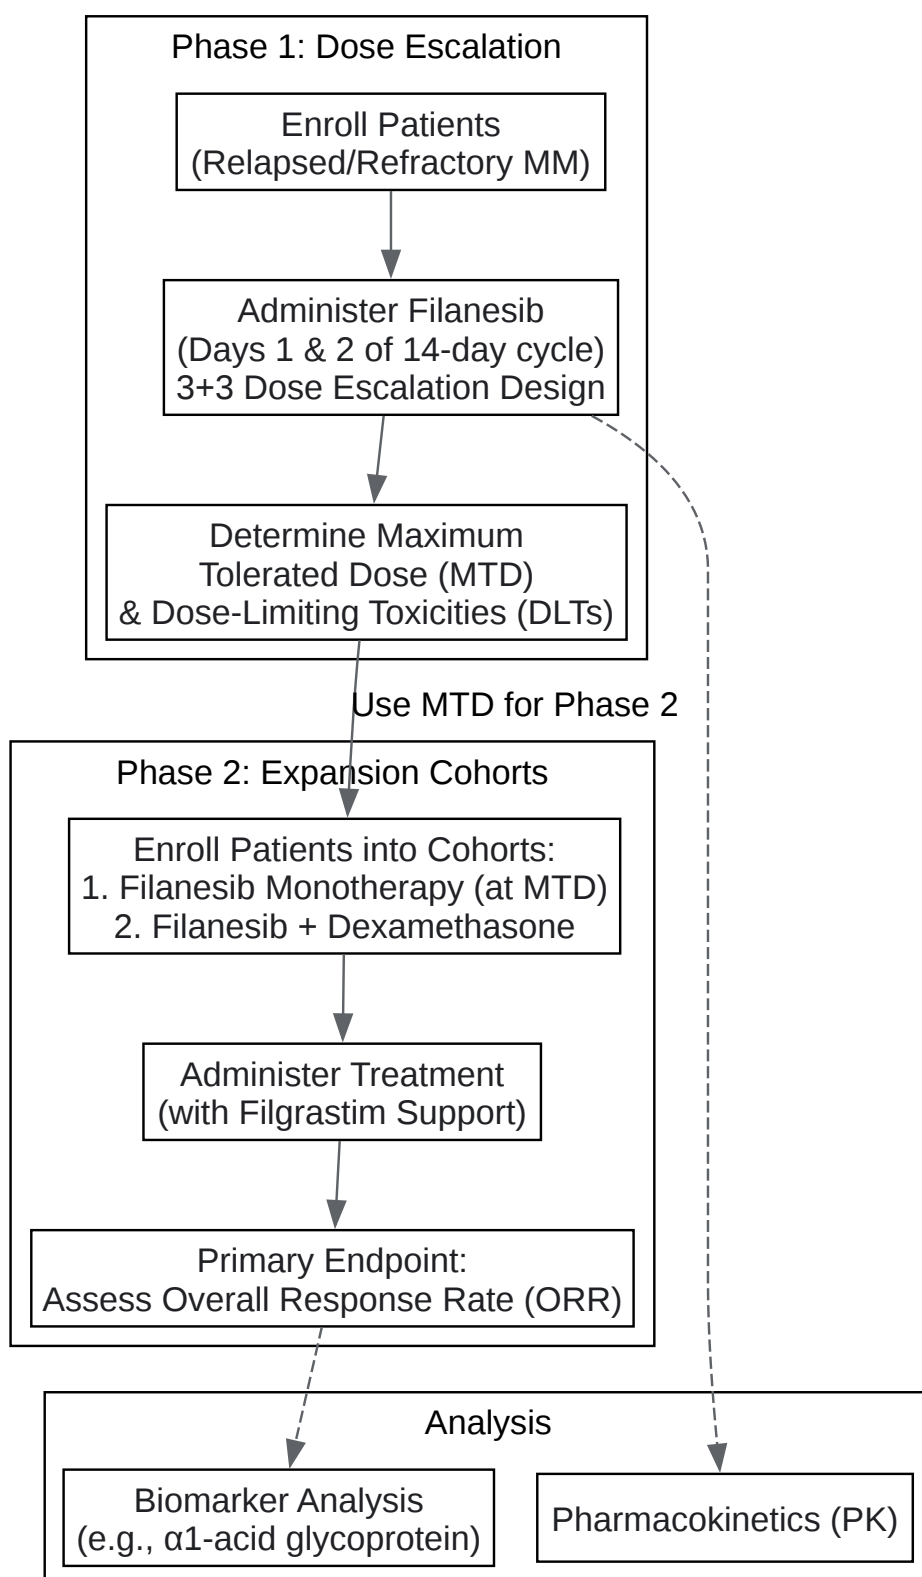 Phase 1: Dose Escalation
Enroll Patients
(Relapsed/Refractory MM)
Administer Filanesib
(Days 1 & 2 of 14-day cycle)
3+3 Dose Escalation Design
Determine Maximum
Tolerated Dose (MTD)
& Dose-Limiting Toxicities (DLTs)
Use MTD for Phase 2
Phase 2: Expansion Cohorts
Enroll Patients into Cohorts:
1. Filanesib Monotherapy (at MTD)
2. Filanesib + Dexamethasone
Administer Treatment
(with Filgrastim Support)
Primary Endpoint:
Assess Overall Response Rate (ORR)
Analysis
Biomarker Analysis
(e.g., α1-acid glycoprotein)
Pharmacokinetics (PK)